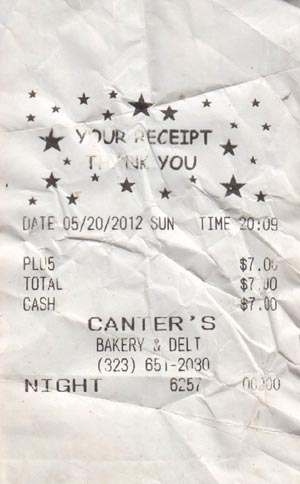 YOUR RECEIPT
THANK YOU
DATE 05/20/2012 SUN TIME 20:09
PLU5 $7.00
TOTAL $7.00
CASH $7.00
CANTER'S
BAKERY & DELI
(323) 651-2030
NIGHT 6257 00000